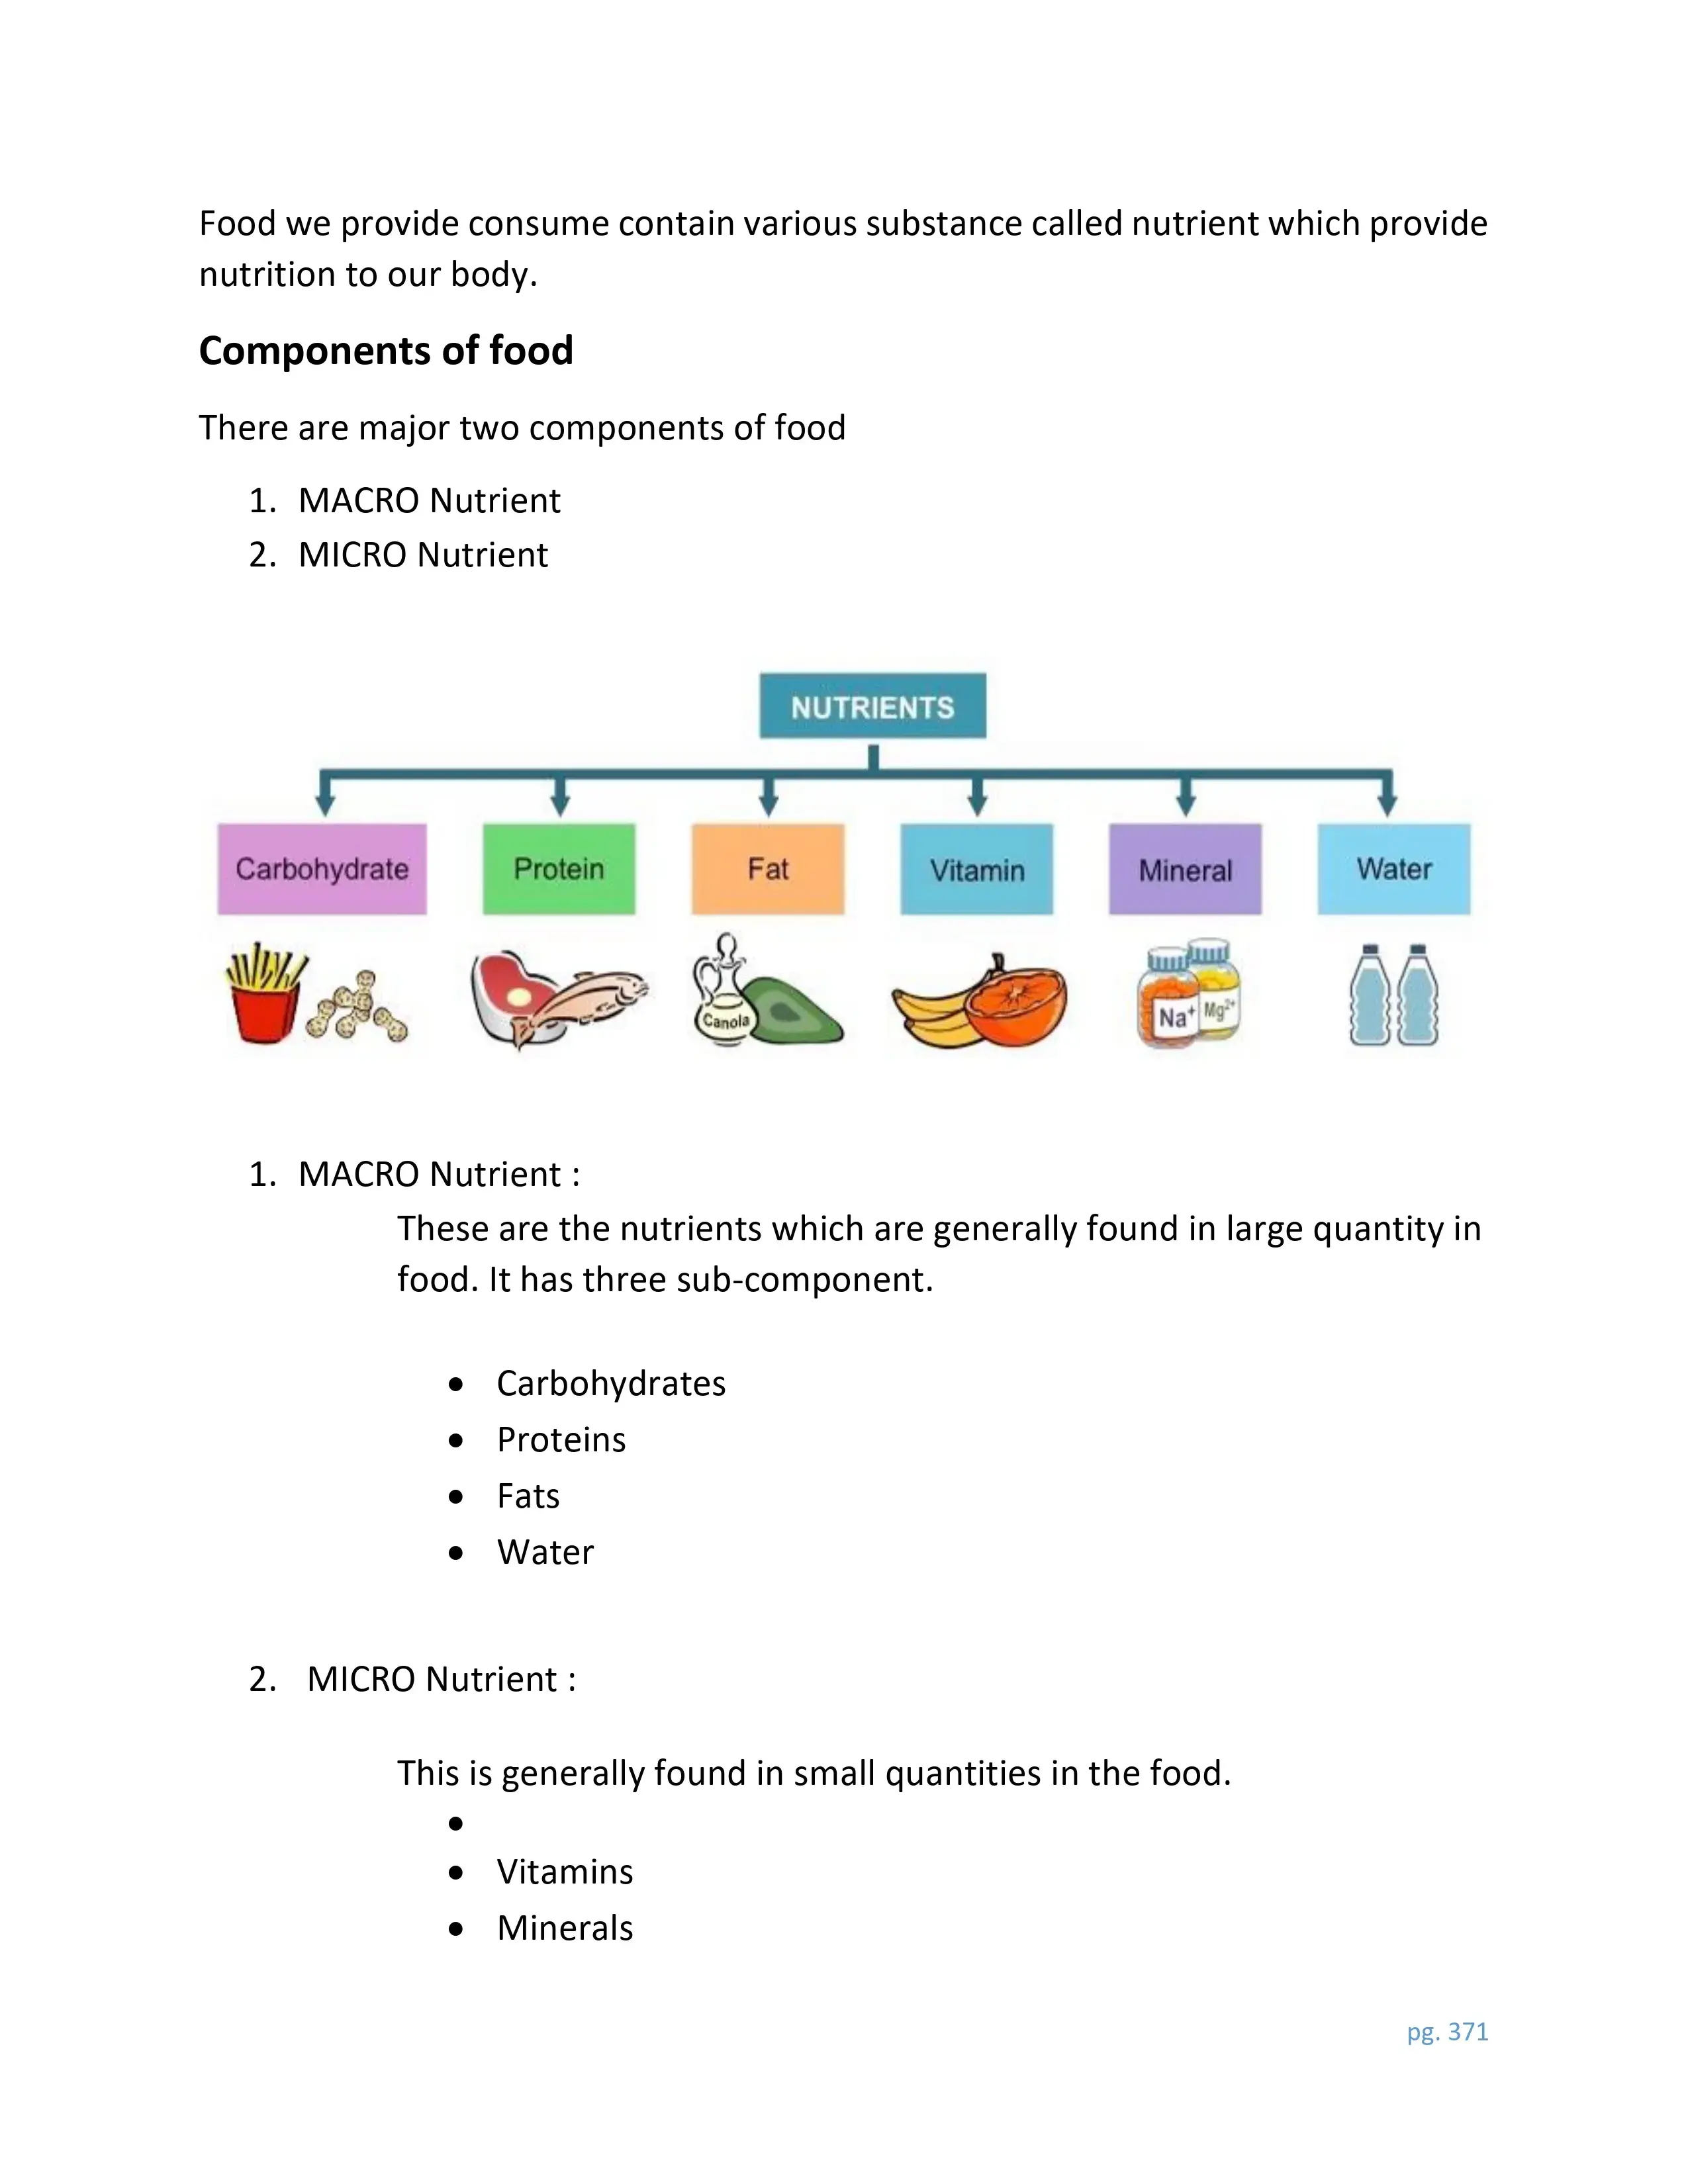 Food we provide consume contain various substance called nutrient which provide
nutrition to our body.
Components of food
There are major two components of food
1. MACRO Nutrient
2. MICRO Nutrient
NUTRIENTS
Carbohydrate Protein Fat Vitamin Mineral Water
Canola Na⁺ Mg²⁺
1. MACRO Nutrient :
These are the nutrients which are generally found in large quantity in
food. It has three sub-component.
• Carbohydrates
• Proteins
• Fats
• Water
2. MICRO Nutrient :
This is generally found in small quantities in the food.
•
• Vitamins
• Minerals
pg. 371